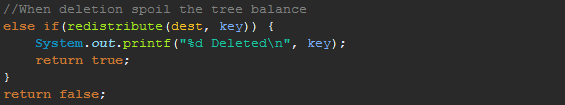 //When deletion spoil the tree balance
else if(redistribute(dest, key)) {
System.out.printf("%d Deleted\n", key);
return true;
}
return false;